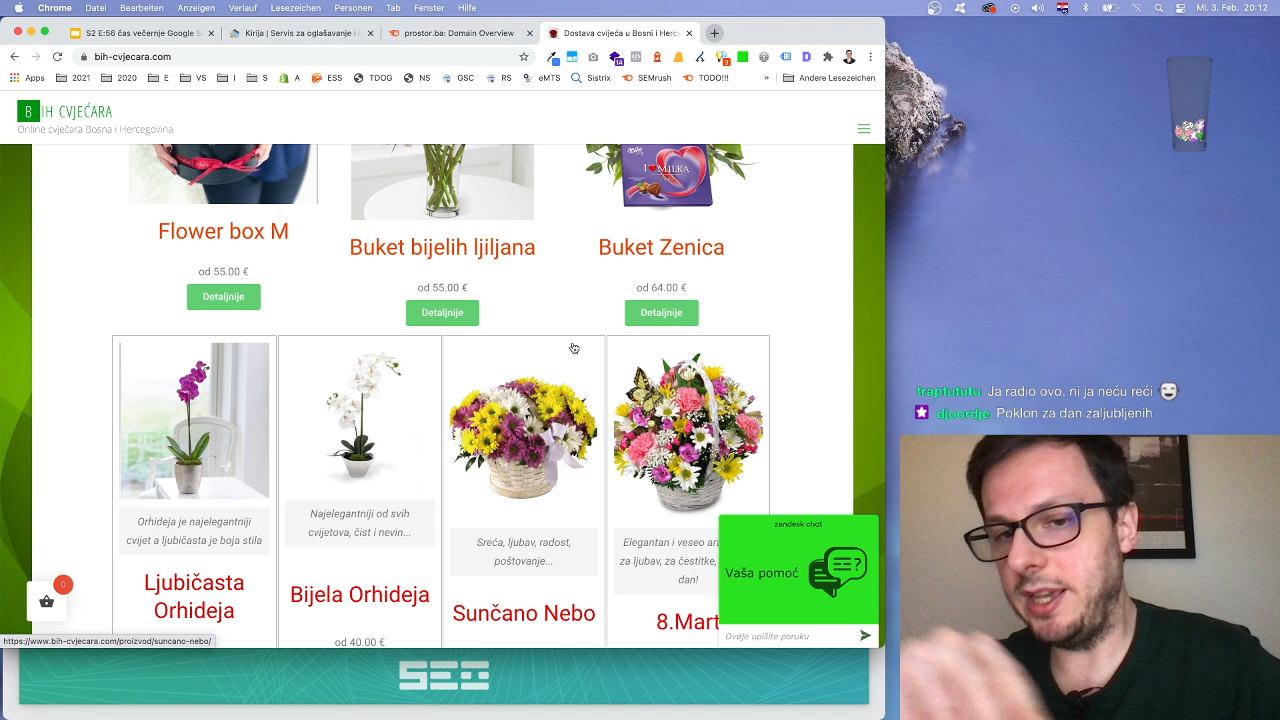 Chrome Ablage Bearbeiten Anzeigen Verlauf Lesezeichen Personen Tab Fenster Hilfe
Mi. 3. Feb. 20:12
S2 E:56 čas večernje Google S
Kirija | Servis za oglašavanje i
prostor.ba: Domain Overview
Dostava cvijeća u Bosni i Herce
bih-cvjecara.com
Apps 2021 2020 E VS I S A ESS TDOG NS GSC RS eMTS Sistrix SEMrush TODO!!! » Andere Lesezeichen
BIH CVJEĆARA
Online cvjećara Bosna i Hercegovina
I MILKA
Flower box M
od 55.00 €
Detaljnije
Buket bijelih ljiljana
od 55.00 €
Detaljnije
Buket Zenica
od 64.00 €
Detaljnije
Orhideja je najelegantniji
cvijet a ljubičasta je boja stila
Ljubičasta
Orhideja
Najelegantniji od svih
cvjetova, čist i nevin...
Bijela Orhideja
od 40.00 €
Sreća, ljubav, radost,
poštovanje...
Sunčano Nebo
Elegantan i veseo
za ljubav, za čestitke,
dan!
8.Mart
zendesk chat
Vaša pomoć
Ovdje upišite poruku
0
https://www.bih-cvjecara.com/proizvod/suncano-nebo/
traptututu Ja radio ovo, ni ja neću reći
djoordje Poklon za dan zaljubljenih
SEO